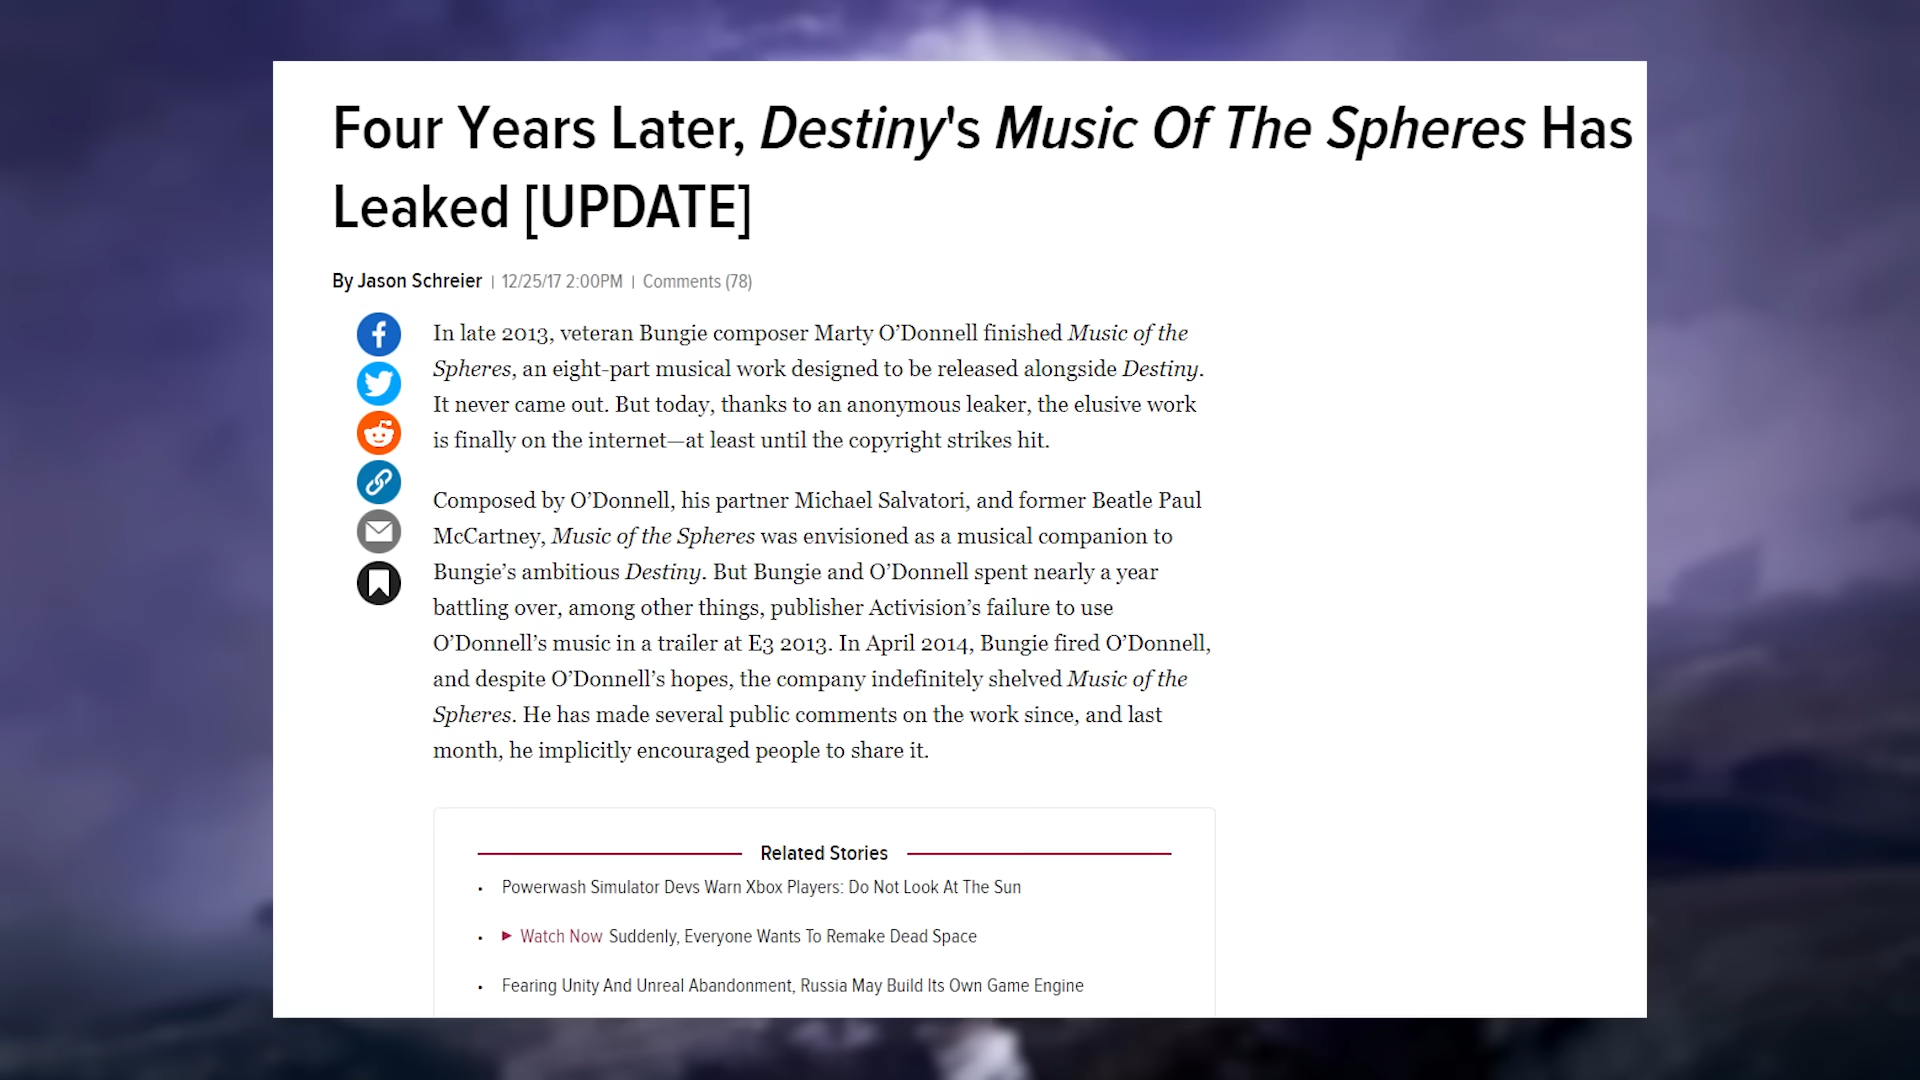 Four Years Later, Destiny's Music Of The Spheres Has
Leaked [UPDATE]
By Jason Schreier | 12/25/17 2:00PM | Comments (78)
In late 2013, veteran Bungie composer Marty O’Donnell finished Music of the
Spheres, an eight-part musical work designed to be released alongside Destiny.
It never came out. But today, thanks to an anonymous leaker, the elusive work
is finally on the internet—at least until the copyright strikes hit.
Composed by O’Donnell, his partner Michael Salvatori, and former Beatle Paul
McCartney, Music of the Spheres was envisioned as a musical companion to
Bungie’s ambitious Destiny. But Bungie and O’Donnell spent nearly a year
battling over, among other things, publisher Activision’s failure to use
O’Donnell’s music in a trailer at E3 2013. In April 2014, Bungie fired O’Donnell,
and despite O’Donnell’s hopes, the company indefinitely shelved Music of the
Spheres. He has made several public comments on the work since, and last
month, he implicitly encouraged people to share it.
Related Stories
• Powerwash Simulator Devs Warn Xbox Players: Do Not Look At The Sun
• ▶ Watch Now Suddenly, Everyone Wants To Remake Dead Space
• Fearing Unity And Unreal Abandonment, Russia May Build Its Own Game Engine